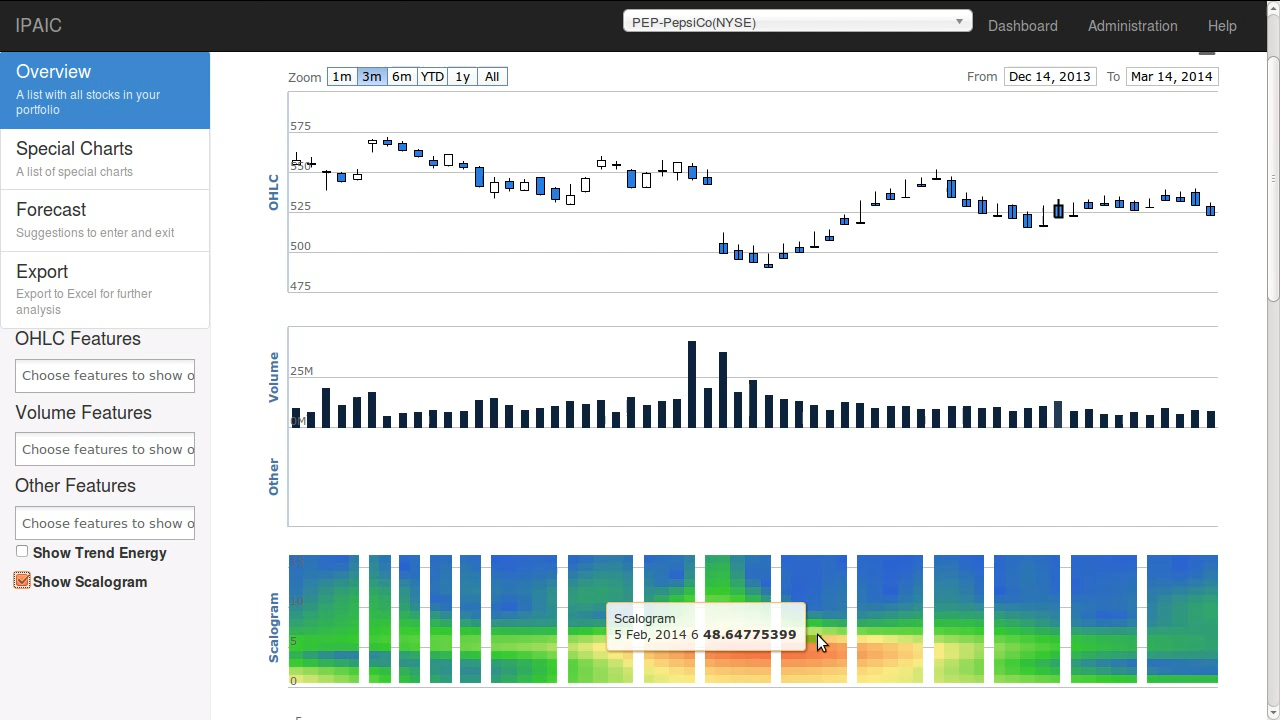 IPAIC
PEP-PepsiCo(NYSE)
Dashboard
Administration
Help
Overview
A list with all stocks in your
portfolio
Special Charts
A list of special charts
Forecast
Suggestions to enter and exit
Export
Export to Excel for further
analysis
OHLC Features
Choose features to show o
Volume Features
Choose features to show o
Other Features
Choose features to show o
Show Trend Energy
Show Scalogram
Zoom 1m 3m 6m YTD 1y All
From Dec 14, 2013 To Mar 14, 2014
OHLC
575
550
525
500
475
Volume
25M
0M
Other
Scalogram
10
5
0
Scalogram
5 Feb, 2014 6 48.64775399